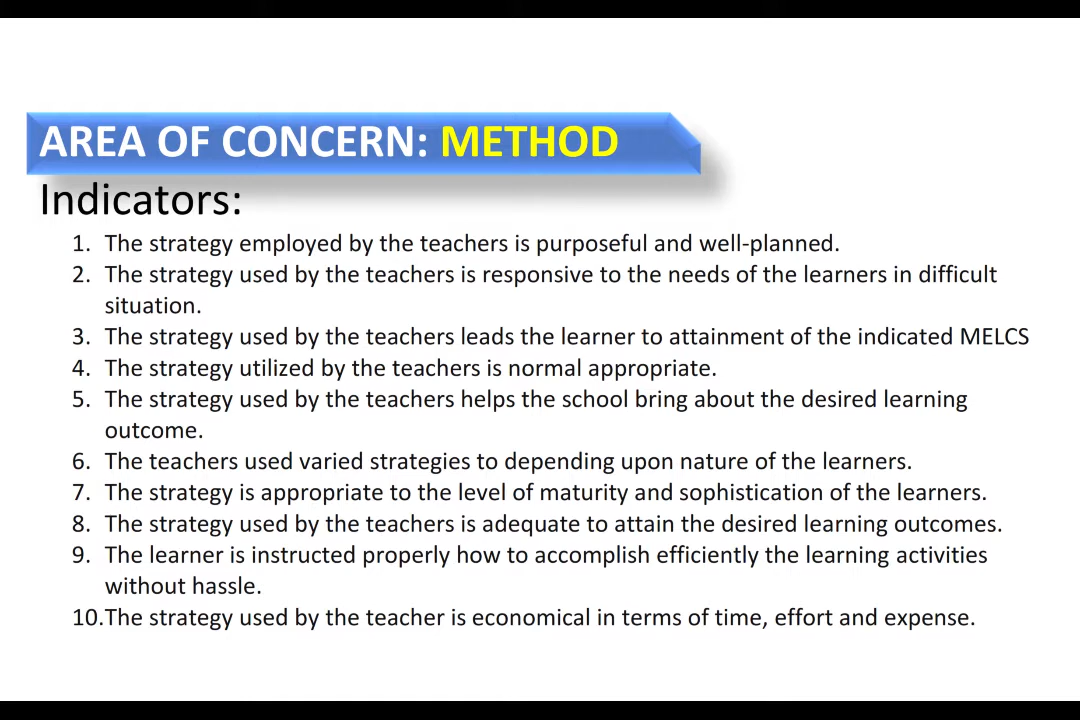 AREA OF CONCERN: METHOD
Indicators:
1. The strategy employed by the teachers is purposeful and well-planned.
2. The strategy used by the teachers is responsive to the needs of the learners in difficult
situation.
3. The strategy used by the teachers leads the learner to attainment of the indicated MELCS
4. The strategy utilized by the teachers is normal appropriate.
5. The strategy used by the teachers helps the school bring about the desired learning
outcome.
6. The teachers used varied strategies to depending upon nature of the learners.
7. The strategy is appropriate to the level of maturity and sophistication of the learners.
8. The strategy used by the teachers is adequate to attain the desired learning outcomes.
9. The learner is instructed properly how to accomplish efficiently the learning activities
without hassle.
10.The strategy used by the teacher is economical in terms of time, effort and expense.